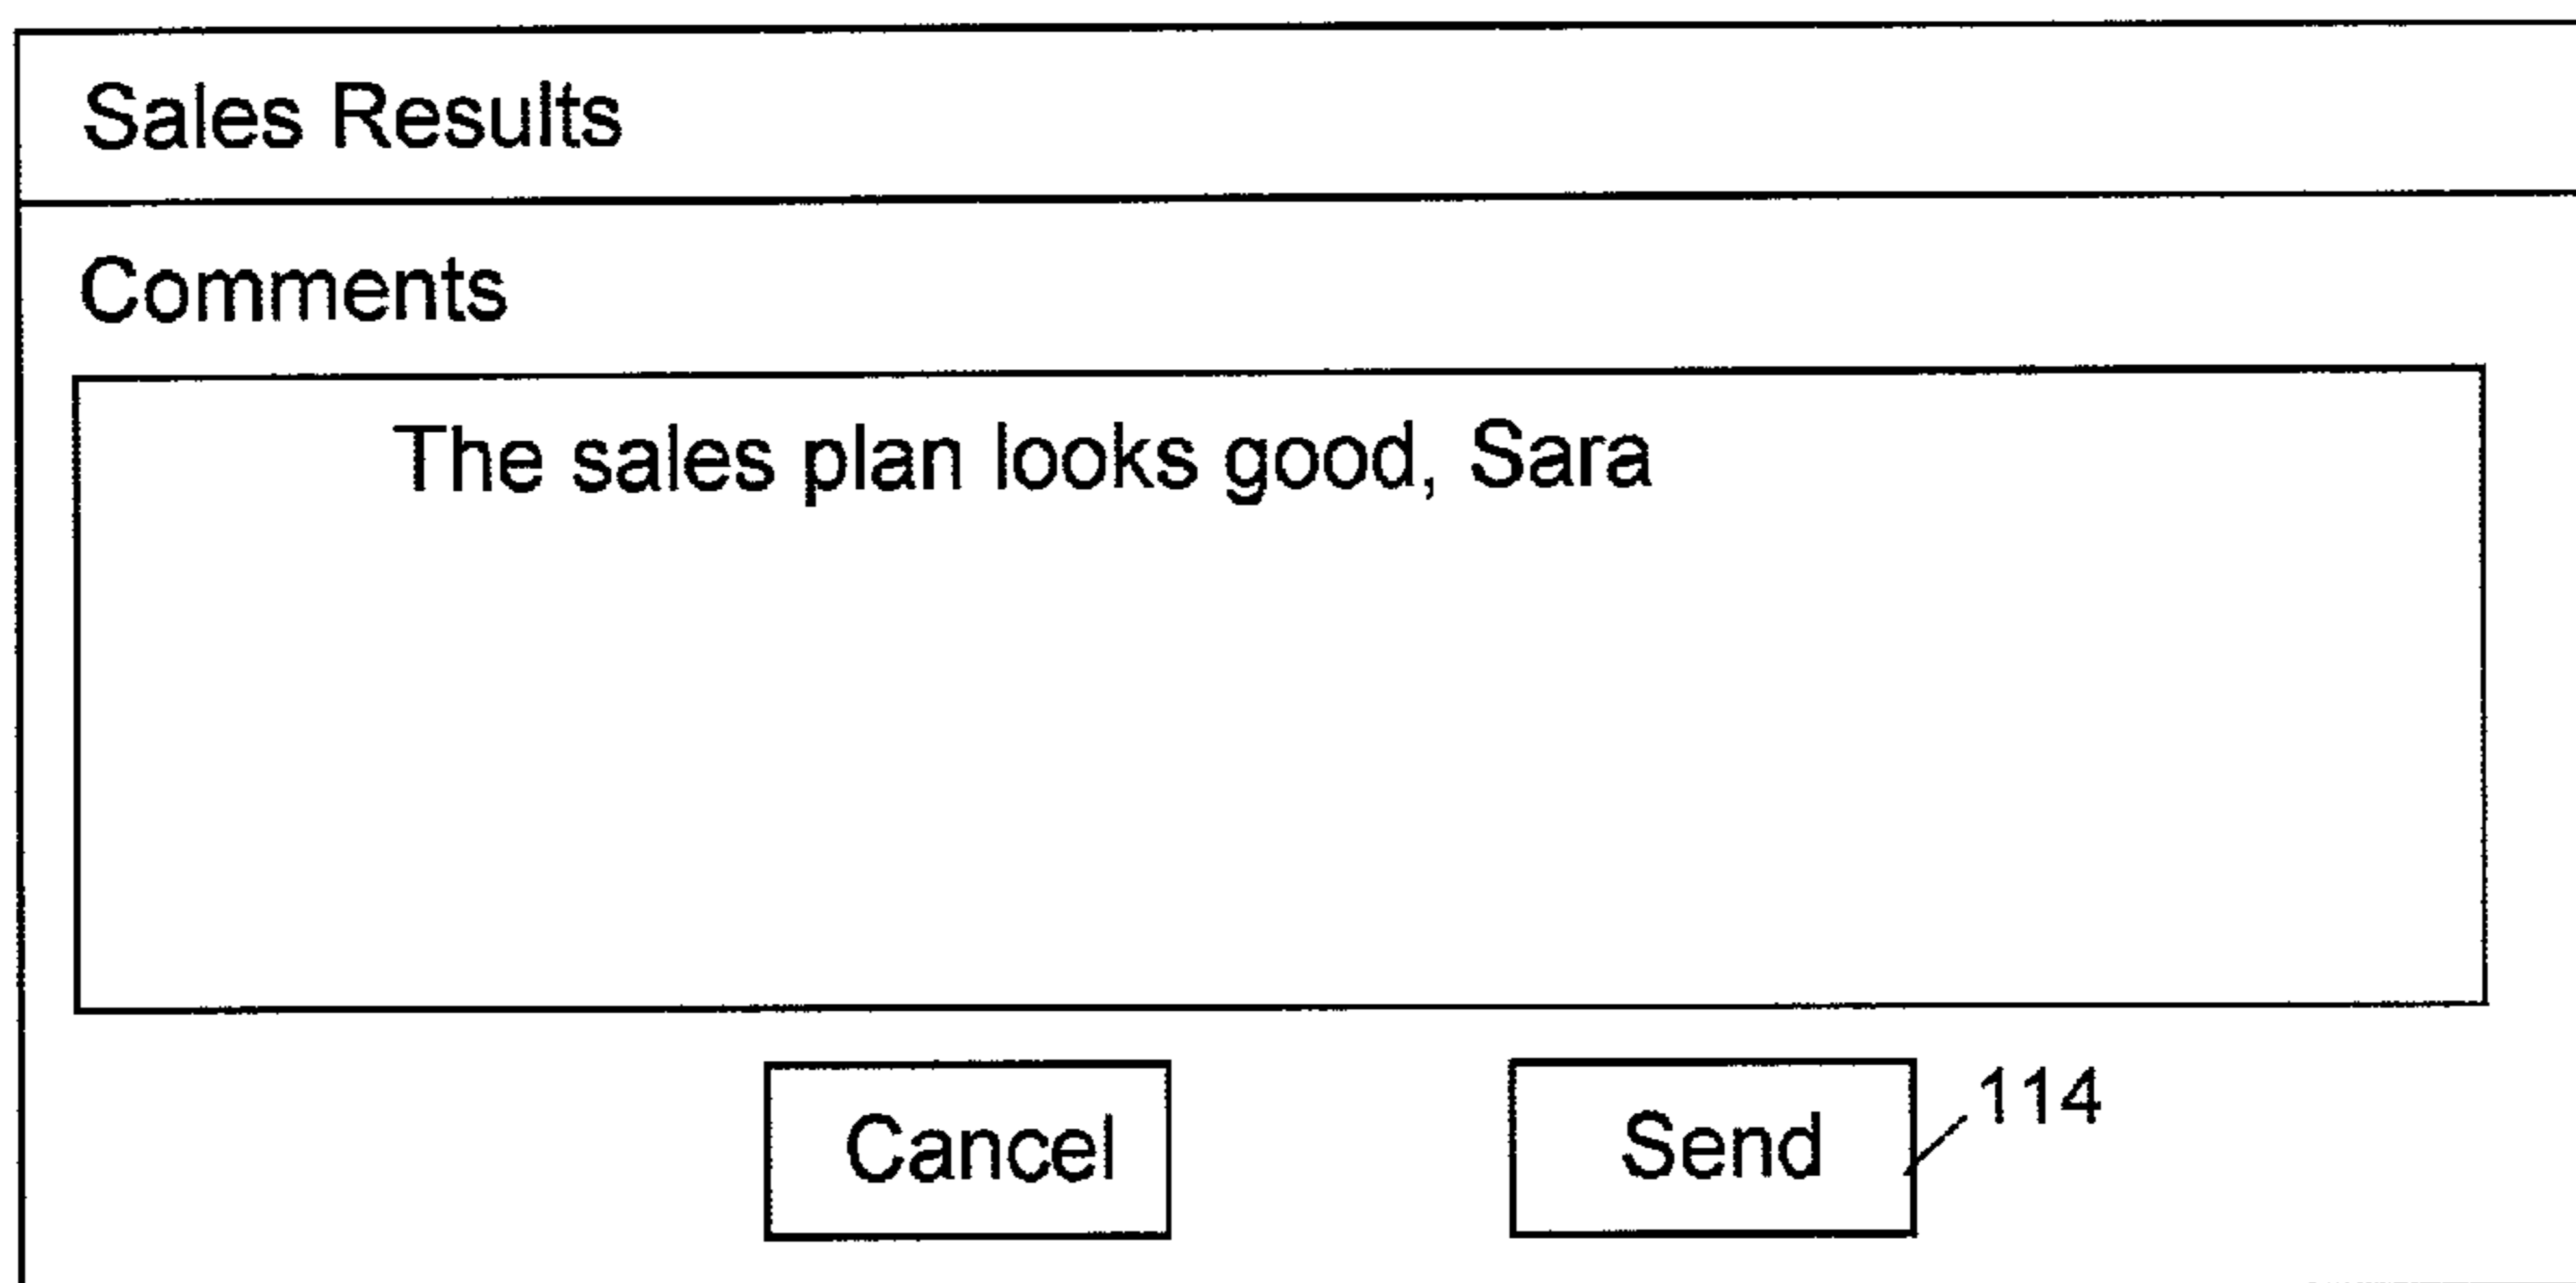 Sales Results
Comments
The sales plan looks good, Sara
Cancel
Send
114